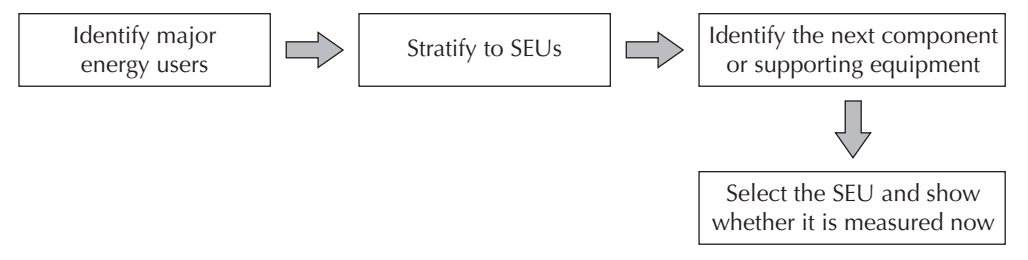 Identify major
energy users
Stratify to SEUs
Identify the next component
or supporting equipment
Select the SEU and show
whether it is measured now